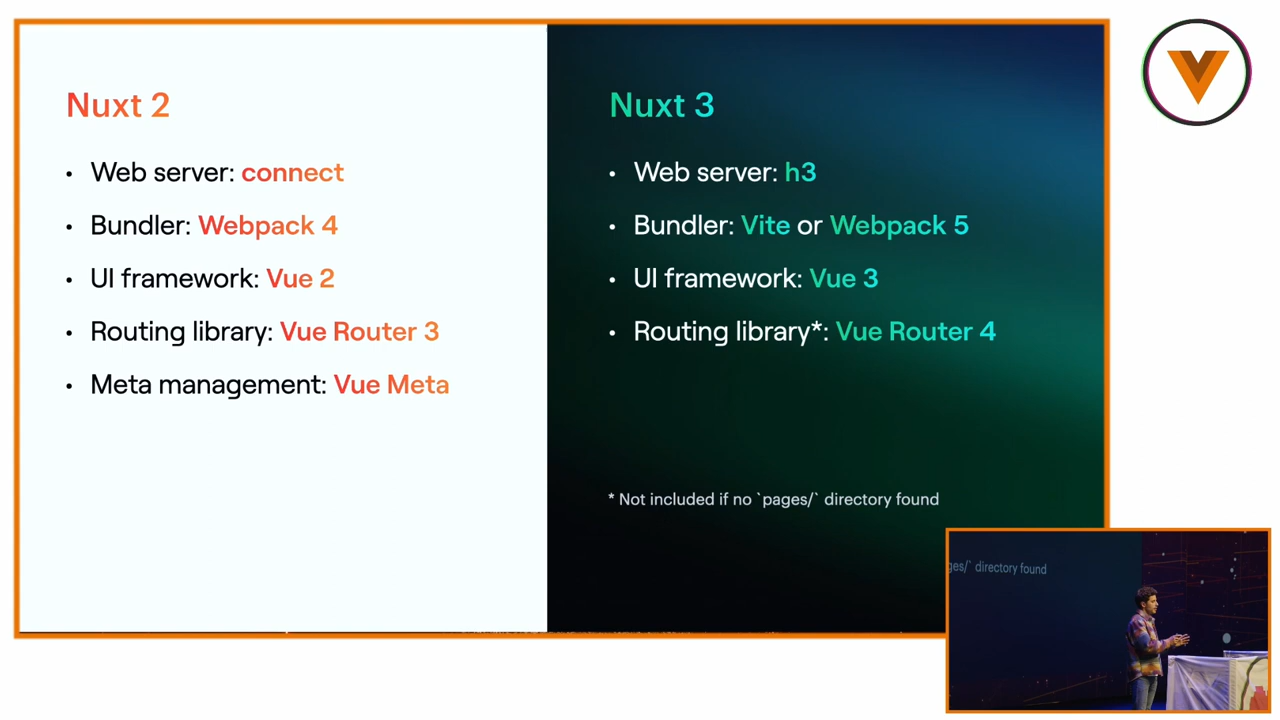 Nuxt 2
• Web server: connect
• Bundler: Webpack 4
• UI framework: Vue 2
• Routing library: Vue Router 3
• Meta management: Vue Meta
Nuxt 3
• Web server: h3
• Bundler: Vite or Webpack 5
• UI framework: Vue 3
• Routing library*: Vue Router 4
* Not included if no `pages/` directory found
ges/` directory found